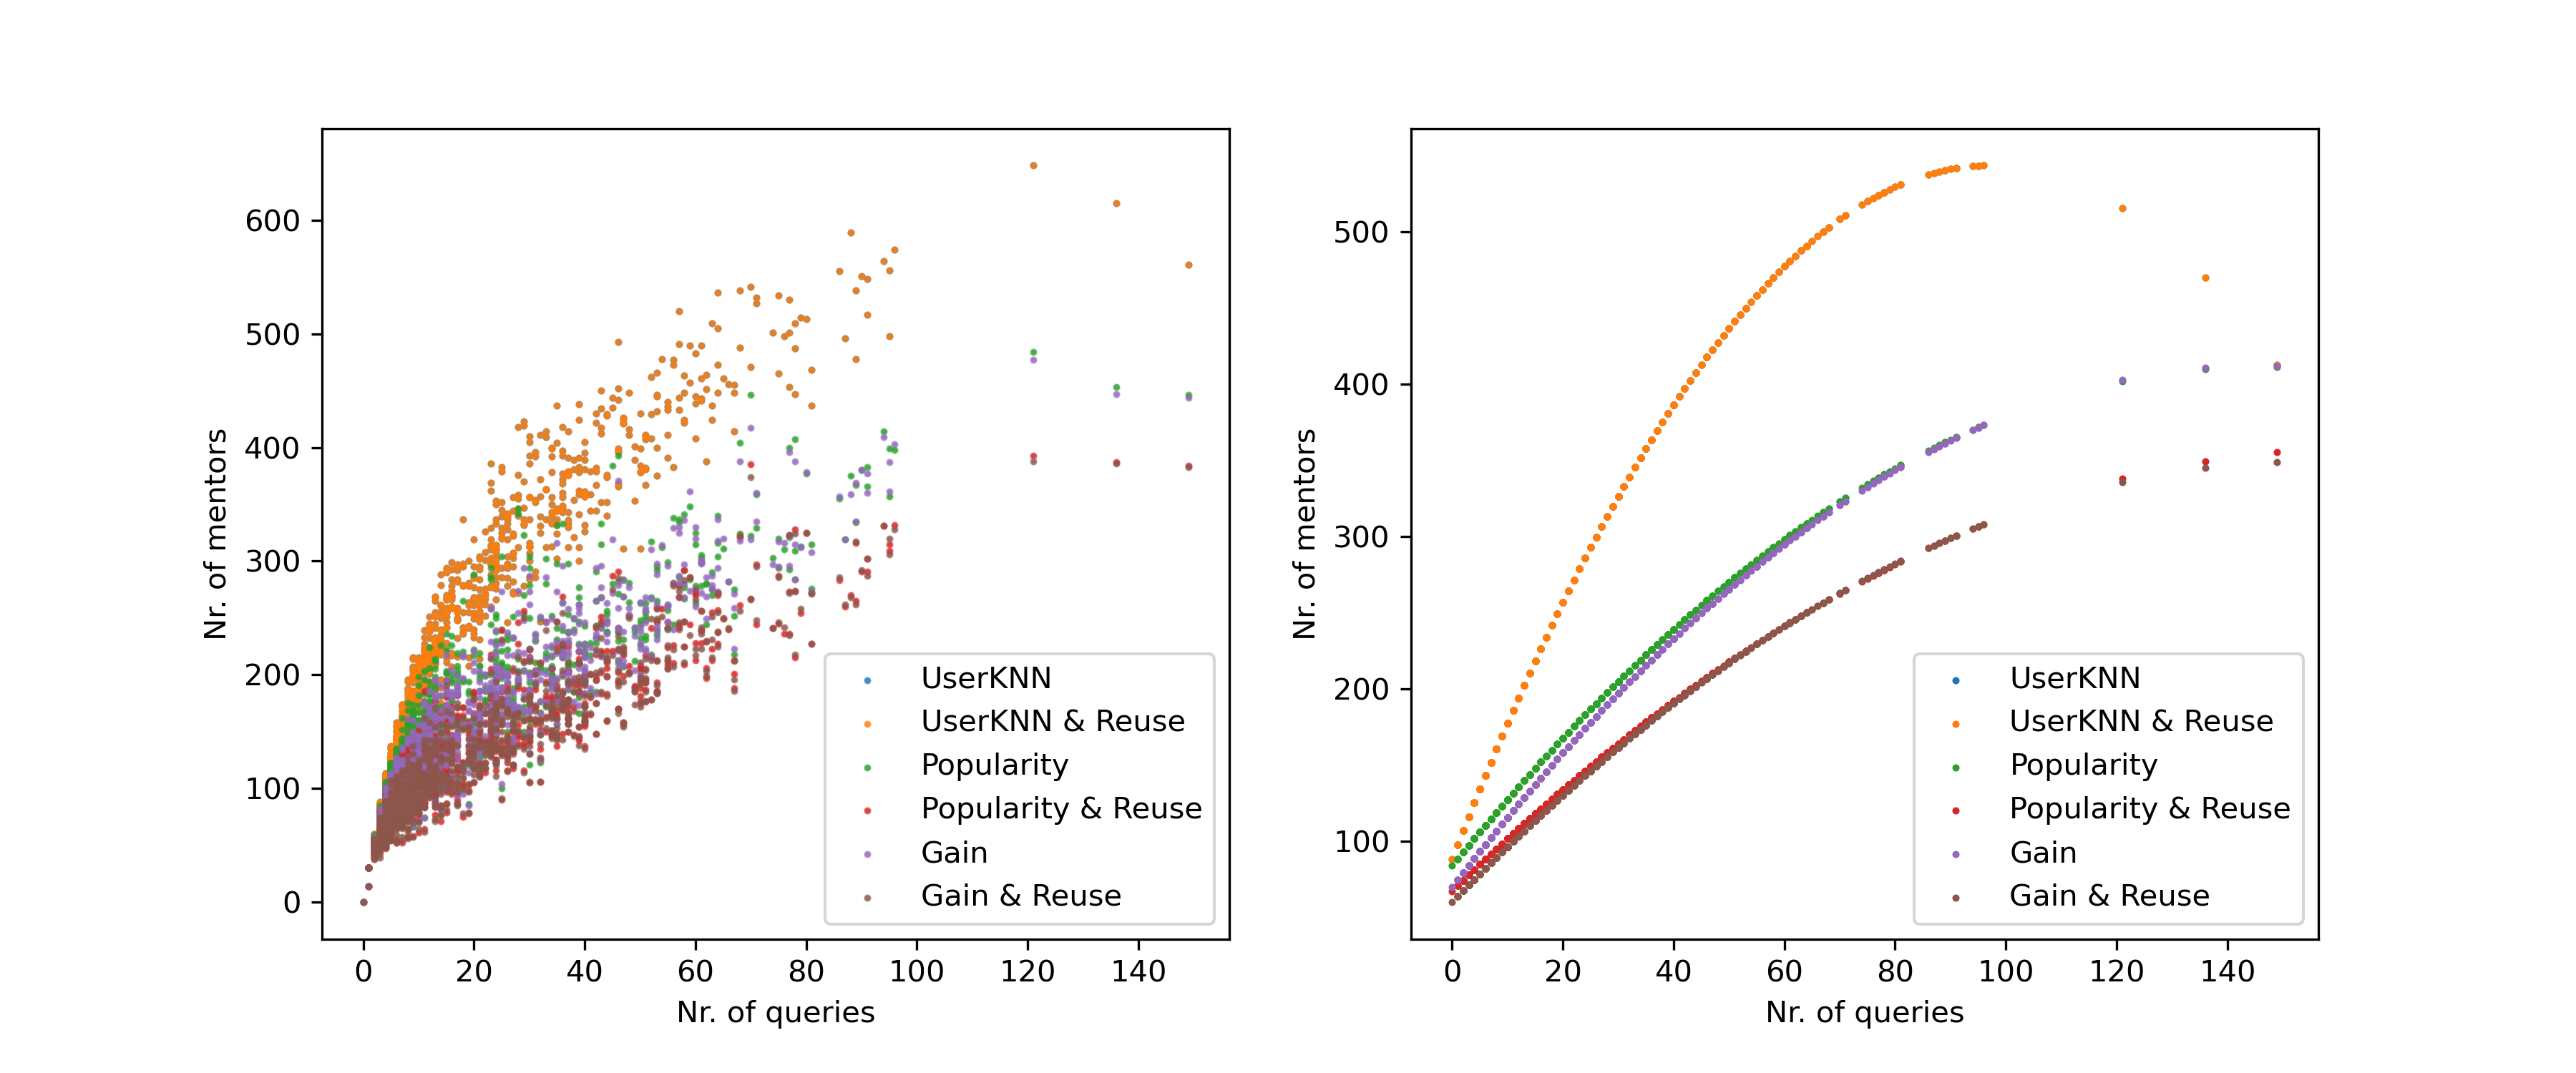 Nr. of mentors
600
500
400
300
200
100
0
0 20 40 60 80 100 120 140
Nr. of queries
UserKNN
UserKNN & Reuse
Popularity
Popularity & Reuse
Gain
Gain & Reuse
Nr. of mentors
500
400
300
200
100
0 20 40 60 80 100 120 140
Nr. of queries
UserKNN
UserKNN & Reuse
Popularity
Popularity & Reuse
Gain
Gain & Reuse